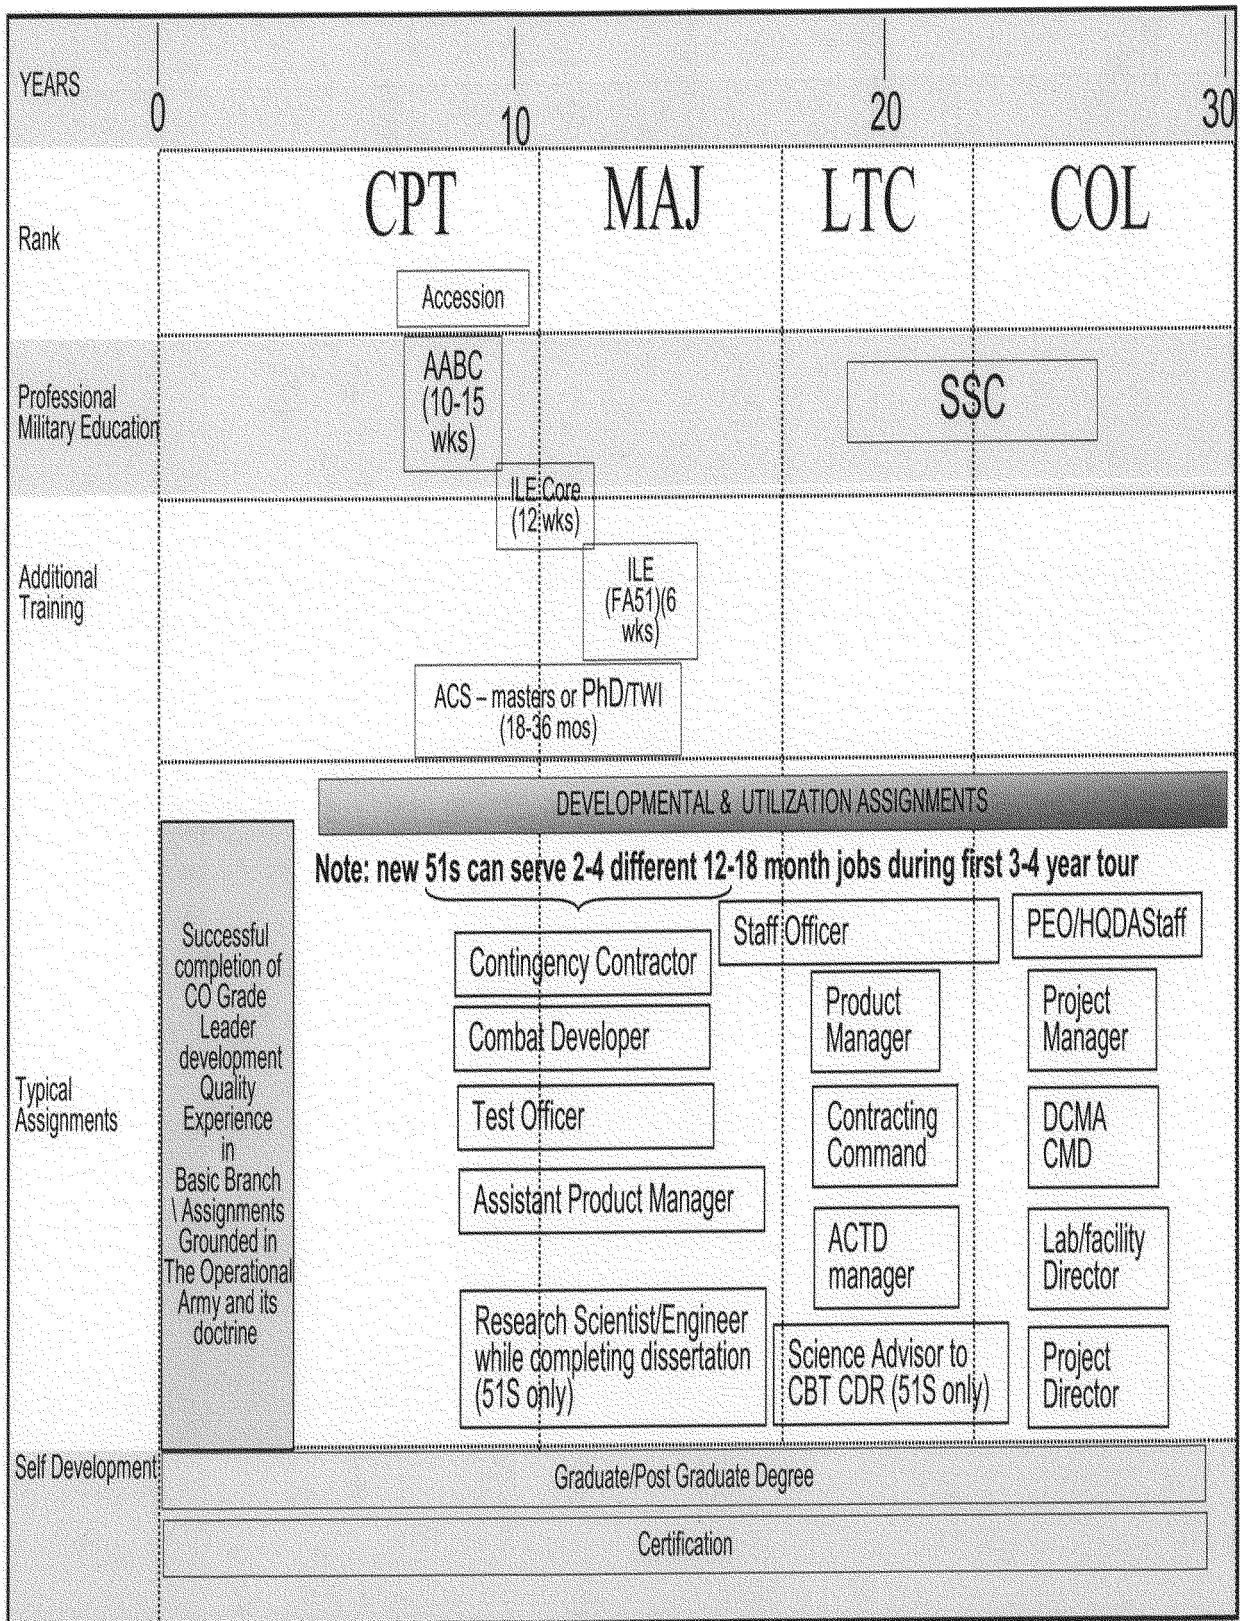 YEARS
0
10
20
30
Rank
CPT
MAJ
LTC
COL
Accession
Professional
Military Education
AABC
(10-15
wks)
SSC
ILE Core
(12 wks)
Additional
Training
ILE
(FA51)(6
wks)
ACS – masters or PhD/TWI
(18-36 mos)
DEVELOPMENTAL & UTILIZATION ASSIGNMENTS
Note: new 51s can serve 2-4 different 12-18 month jobs during first 3-4 year tour
Typical
Assignments
Successful
completion of
CO Grade
Leader
development
Quality
Experience
in
Basic Branch
\ Assignments
Grounded in
The Operational
Army and its
doctrine
Contingency Contractor
Combat Developer
Test Officer
Assistant Product Manager
Research Scientist/Engineer
while completing dissertation
(51S only)
Staff Officer
Product
Manager
Contracting
Command
ACTD
manager
Science Advisor to
CBT CDR (51S only)
PEO/HQDAStaff
Project
Manager
DCMA
CMD
Lab/facility
Director
Project
Director
Self Development
Graduate/Post Graduate Degree
Certification